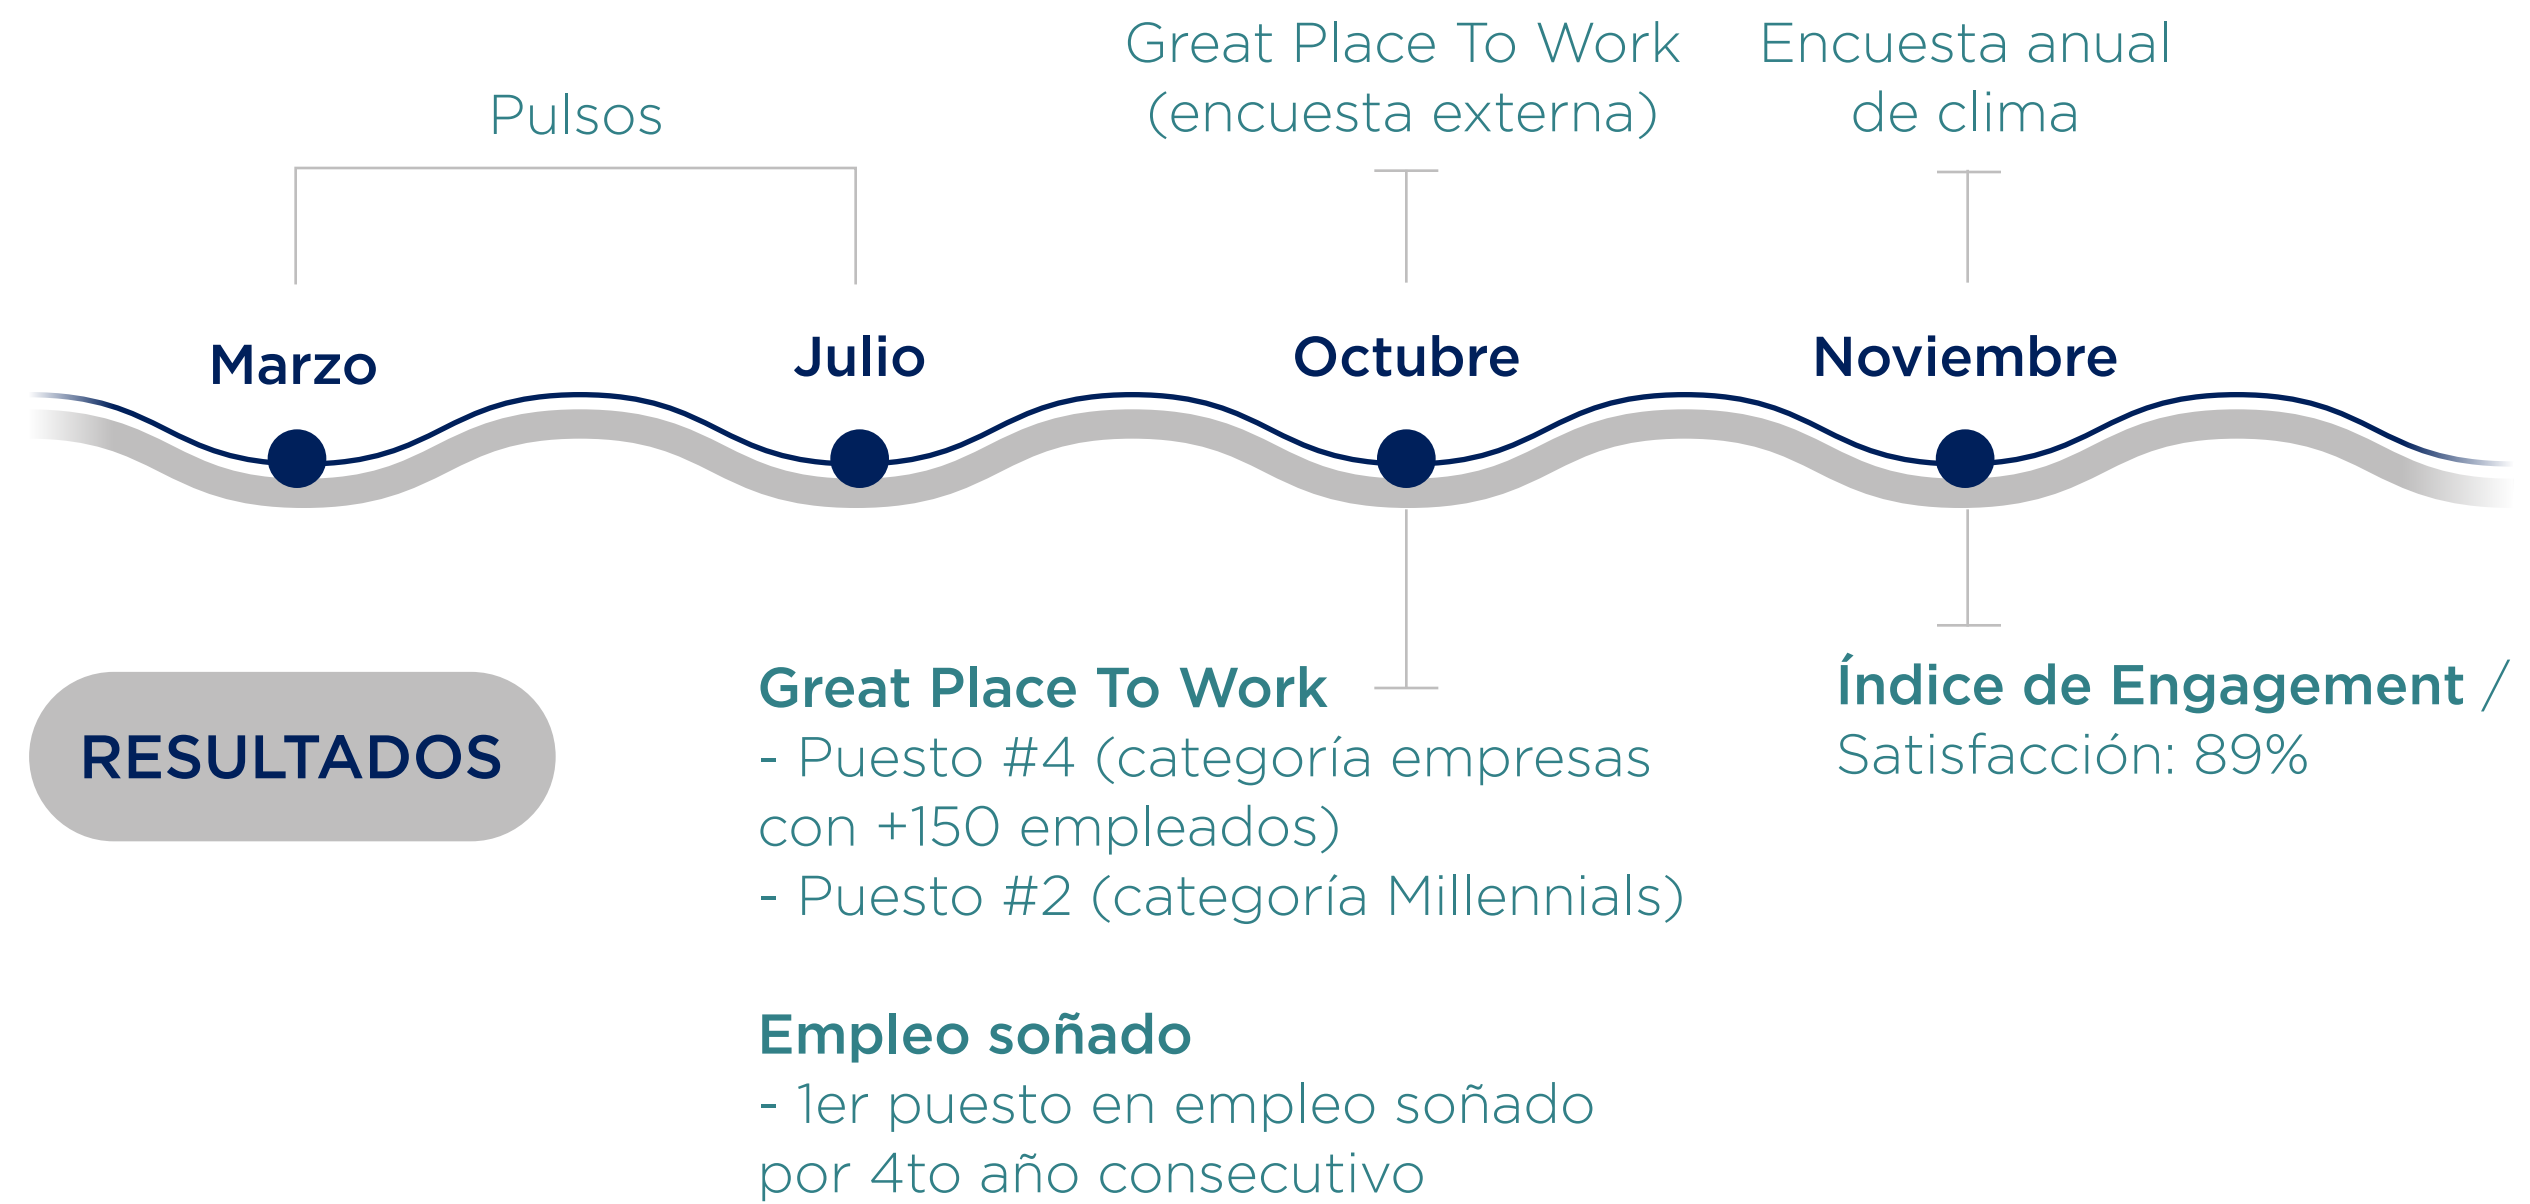 Pulsos
Great Place To Work
(encuesta externa)
Encuesta anual
de clima
Marzo
Julio
Octubre
Noviembre
RESULTADOS
Great Place To Work
- Puesto #4 (categoría empresas
con +150 empleados)
- Puesto #2 (categoría Millennials)
Empleo soñado
- 1er puesto en empleo soñado
por 4to año consecutivo
Índice de Engagement /
Satisfacción: 89%